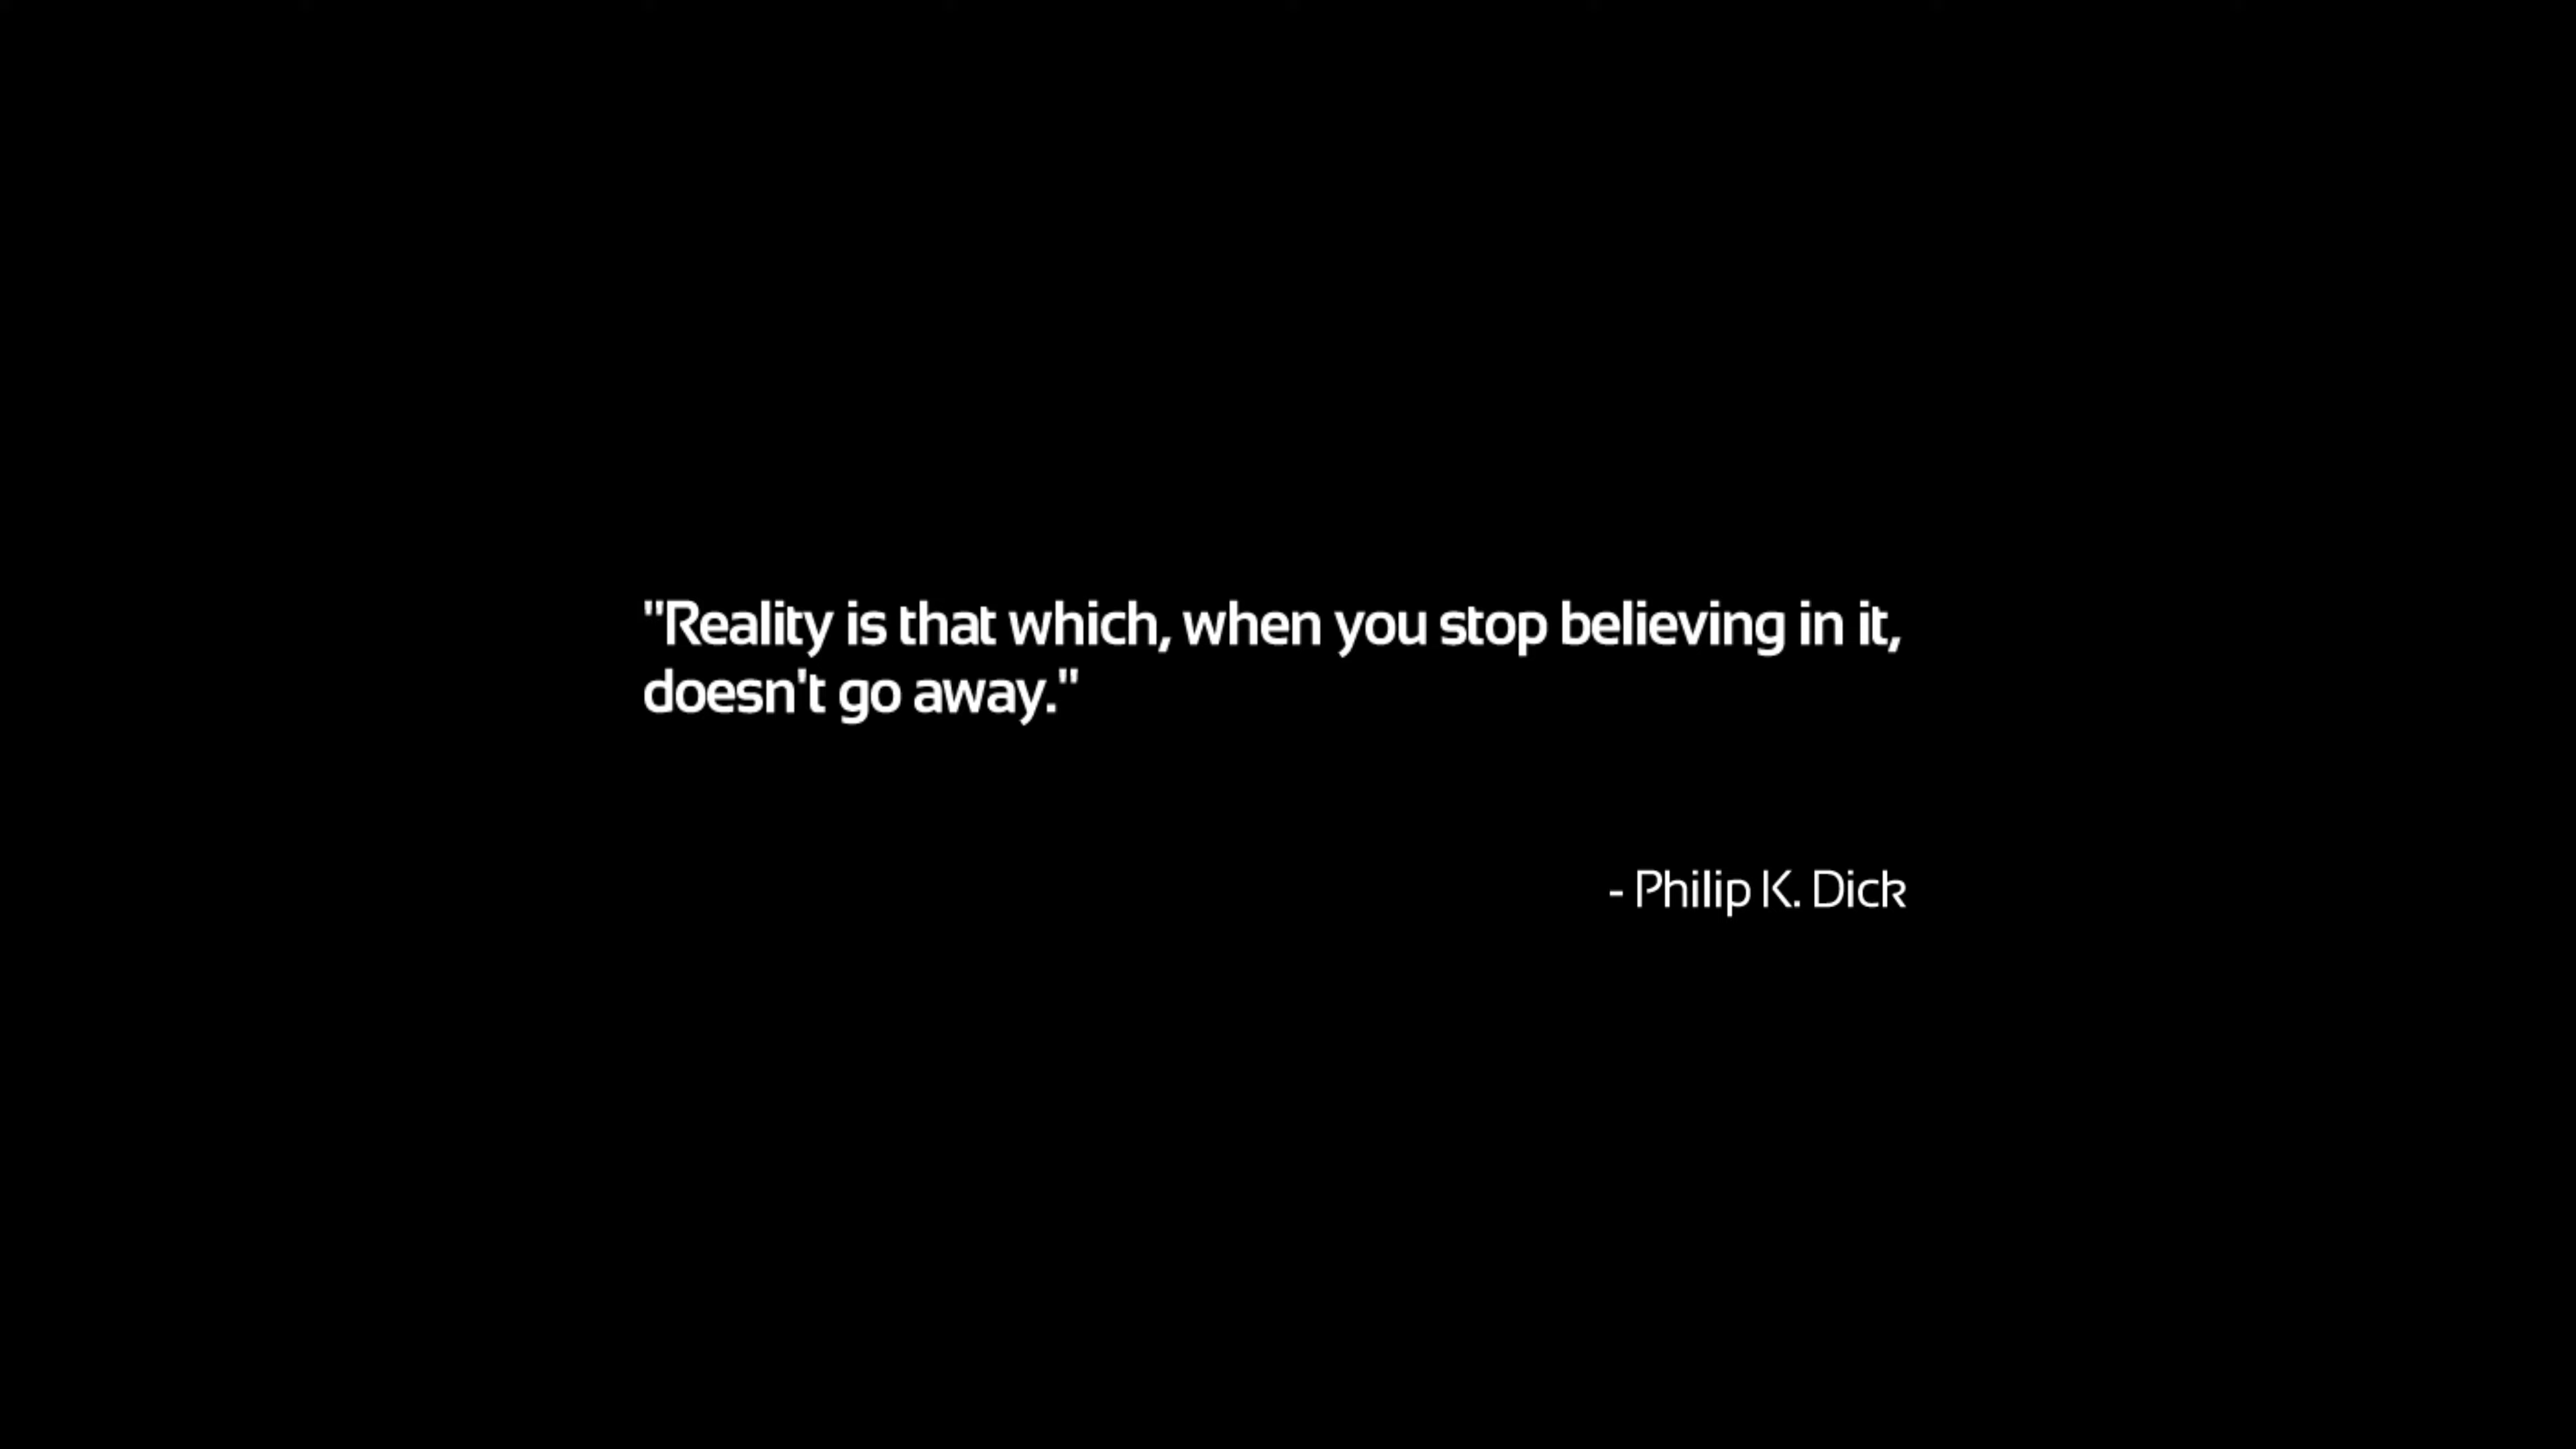 "Reality is that which, when you stop believing in it,
doesn't go away."
- Philip K. Dick